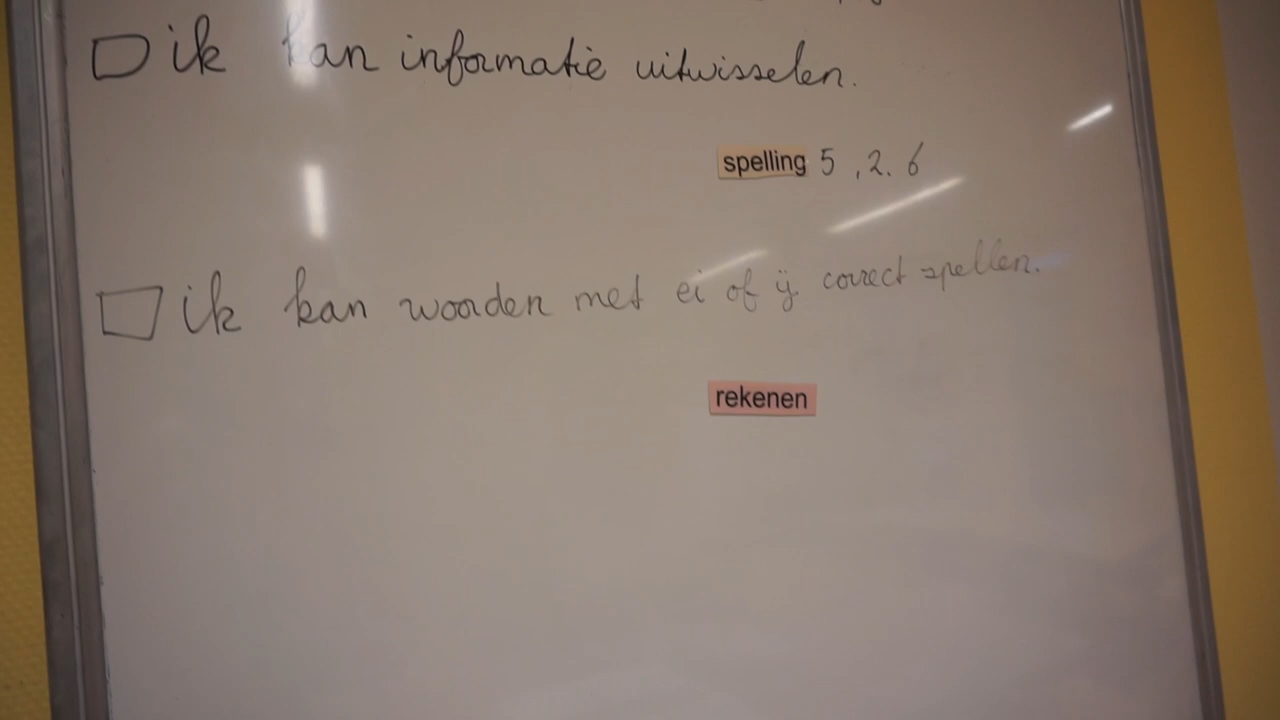 ik kan informatie uitwisselen.
spelling 5 , 2. 6
ik kan woorden met ei of ij correct spellen.
rekenen